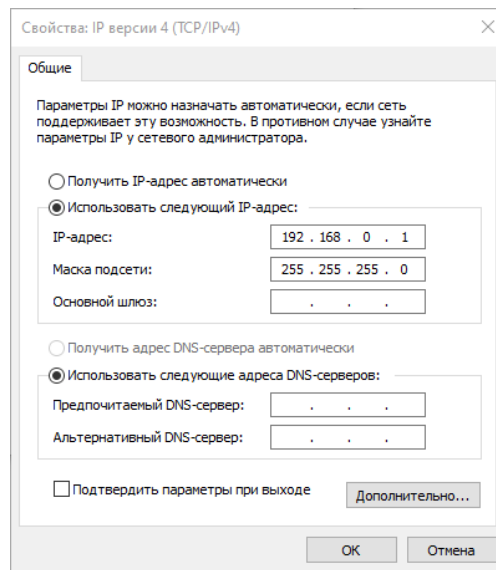 Свойства: IP версии 4 (TCP/IPv4)
Общие
Параметры IP можно назначать автоматически, если сеть
поддерживает эту возможность. В противном случае узнайте
параметры IP у сетевого администратора.
Получить IP-адрес автоматически
Использовать следующий IP-адрес:
IP-адрес: 192 . 168 . 0 . 1
Маска подсети: 255 . 255 . 255 . 0
Основной шлюз: . . .
Получить адрес DNS-сервера автоматически
Использовать следующие адреса DNS-серверов:
Предпочитаемый DNS-сервер: . . .
Альтернативный DNS-сервер: . . .
Подтвердить параметры при выходе
Дополнительно...
ОК Отмена